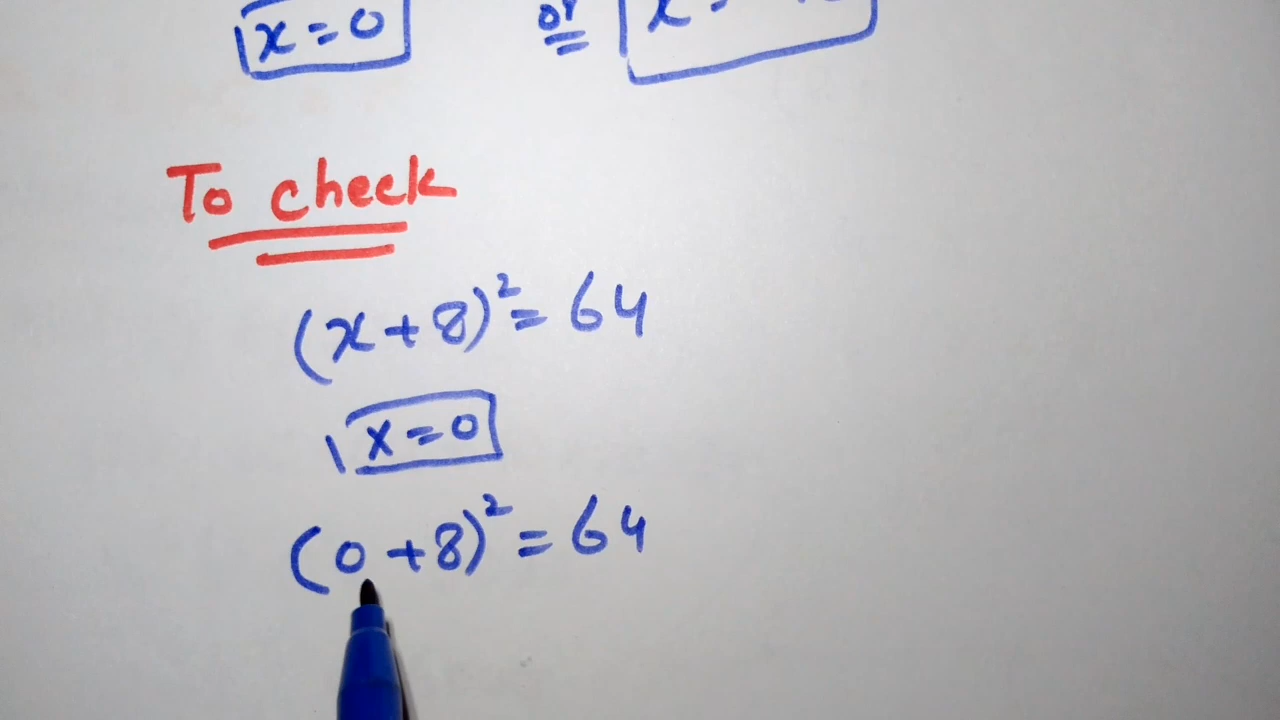 x = 0 or x =
To check
(x + 8)² = 64
x = 0
(0 + 8)² = 64